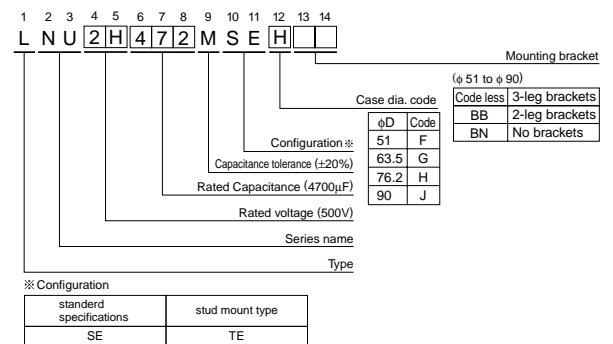 1 2 3 4 5 6 7 8 9 10 11 12 13 14
L N U 2 H 4 7 2 M S E H
Mounting bracket
(ϕ 51 to ϕ 90)
Code less 3-leg brackets
BB 2-leg brackets
BN No brackets
Case dia. code
ϕD Code
51 F
63.5 G
76.2 H
90 J
Configuration※
Capacitance tolerance (±20%)
Rated Capacitance (4700µF)
Rated voltage (500V)
Series name
Type
※Configuration
standerd specifications stud mount type
SE TE